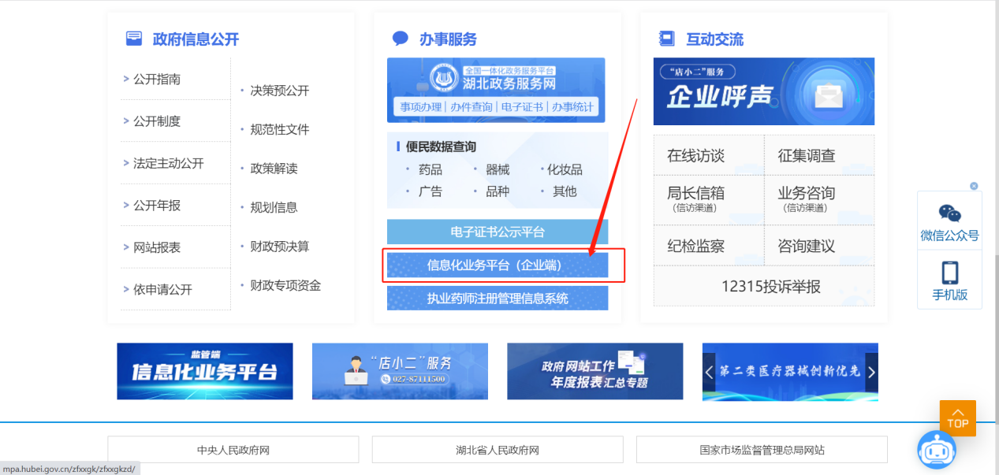 政府信息公开
> 公开指南
> 公开制度
> 法定主动公开
> 公开年报
> 网站报表
> 依申请公开
· 决策预公开
· 规范性文件
· 政策解读
· 规划信息
· 财政预决算
· 财政专项资金
办事服务
全国一体化政务服务平台
湖北政务服务网
事项办理 | 办件查询 | 电子证书 | 办事统计
便民数据查询
· 药品 · 器械 · 化妆品
· 广告 · 品种 · 其他
电子证书公示平台
信息化业务平台（企业端）
执业药师注册管理信息系统
互动交流
“店小二”服务
企业呼声
在线访谈
征集调查
局长信箱
(信访渠道)
业务咨询
(信访渠道)
纪检监察
咨询建议
12315投诉举报
微信公众号
手机版
监管端
信息化业务平台
“店小二”服务
027-87111500
政府网站工作
年度报表汇总专题
第二类医疗器械创新优先
TOP
中央人民政府网
湖北省人民政府网
国家市场监督管理总局网站
mpa.hubei.gov.cn/zfxxgk/zfxxgkzd/